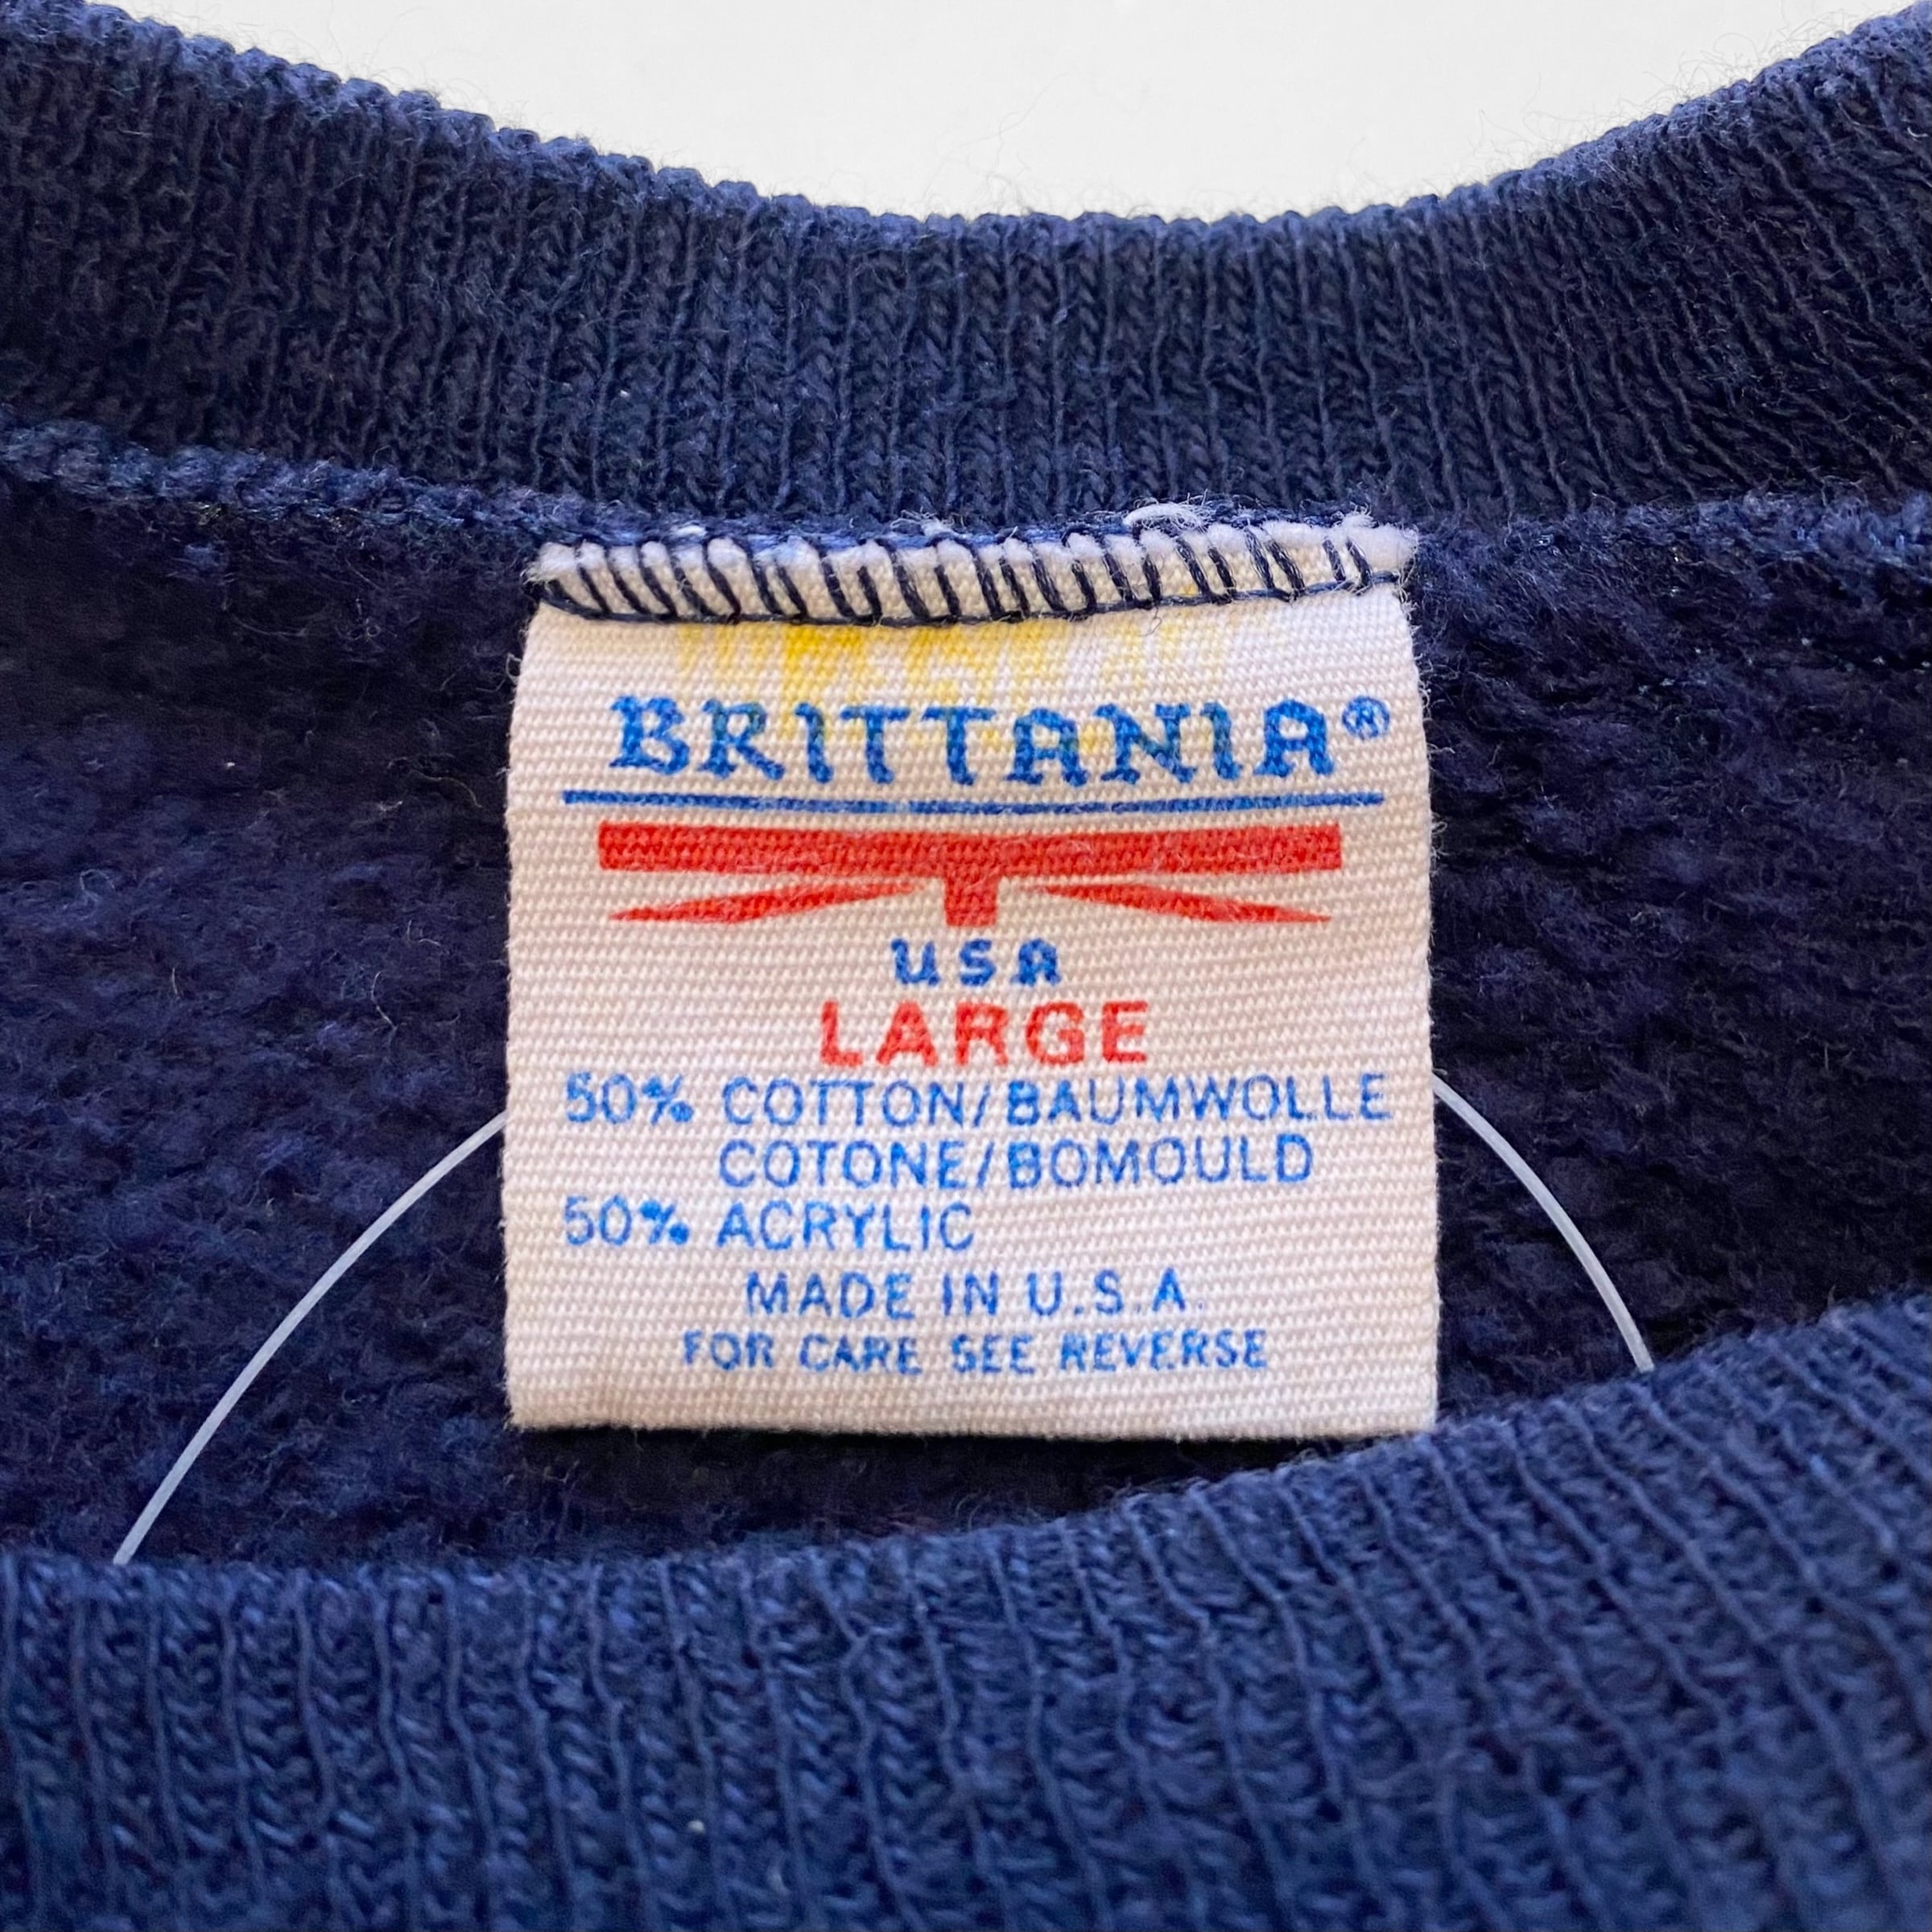 BRITTANIA®
USA
LARGE
50% COTTON/BAUMWOLLE
COTONE/BOMOULD
50% ACRYLIC
MADE IN U.S.A.
FOR CARE SEE REVERSE